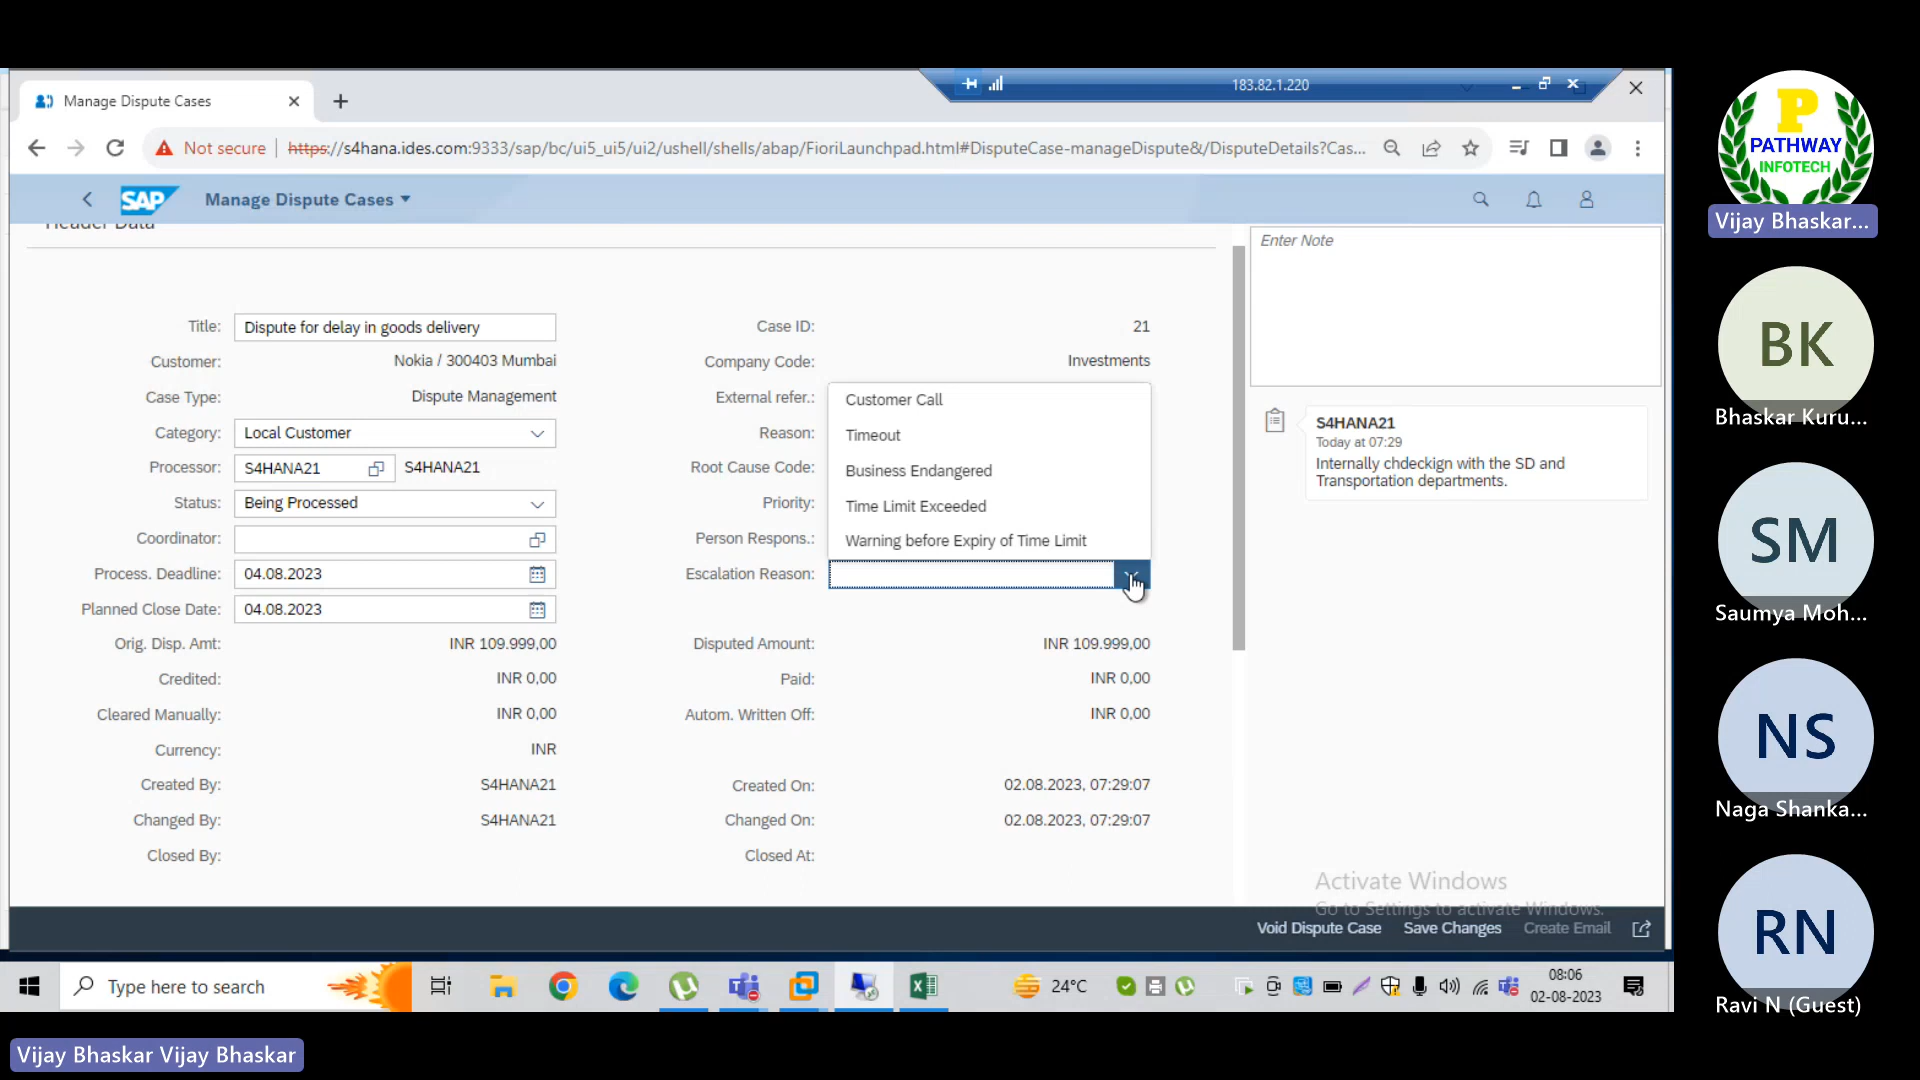 Manage Dispute Cases
183.82.1.220
Not secure
https://s4hana.ides.com:9333/sap/bc/ui5_ui5/ui2/ushell/shells/abap/FioriLaunchpad.html#DisputeCase-manageDispute&/DisputeDetails?Cas...
SAP
Manage Dispute Cases
Header Data
Title: Dispute for delay in goods delivery
Case ID: 21
Customer: Nokia / 300403 Mumbai
Company Code: Investments
Case Type: Dispute Management
External refer.:
Category: Local Customer
Reason:
Processor: S4HANA21 S4HANA21
Root Cause Code:
Status: Being Processed
Priority:
Coordinator:
Person Respons.:
Process. Deadline: 04.08.2023
Escalation Reason:
Customer Call
Timeout
Business Endangered
Time Limit Exceeded
Warning before Expiry of Time Limit
Planned Close Date: 04.08.2023
Orig. Disp. Amt: INR 109.999,00
Disputed Amount: INR 109.999,00
Credited: INR 0,00
Paid: INR 0,00
Cleared Manually: INR 0,00
Autom. Written Off: INR 0,00
Currency: INR
Created By: S4HANA21
Created On: 02.08.2023, 07:29:07
Changed By: S4HANA21
Changed On: 02.08.2023, 07:29:07
Closed By:
Closed At:
Enter Note
S4HANA21
Today at 07:29
Internally chdeckign with the SD and
Transportation departments.
Activate Windows
Go to Settings to activate Windows.
Void Dispute Case
Save Changes
Create Email
Type here to search
24°C
08:06
02-08-2023
P
PATHWAY
INFOTECH
Vijay Bhaskar...
BK
Bhaskar Kuru...
SM
Saumya Moh...
NS
Naga Shanka...
RN
Ravi N (Guest)
Vijay Bhaskar Vijay Bhaskar